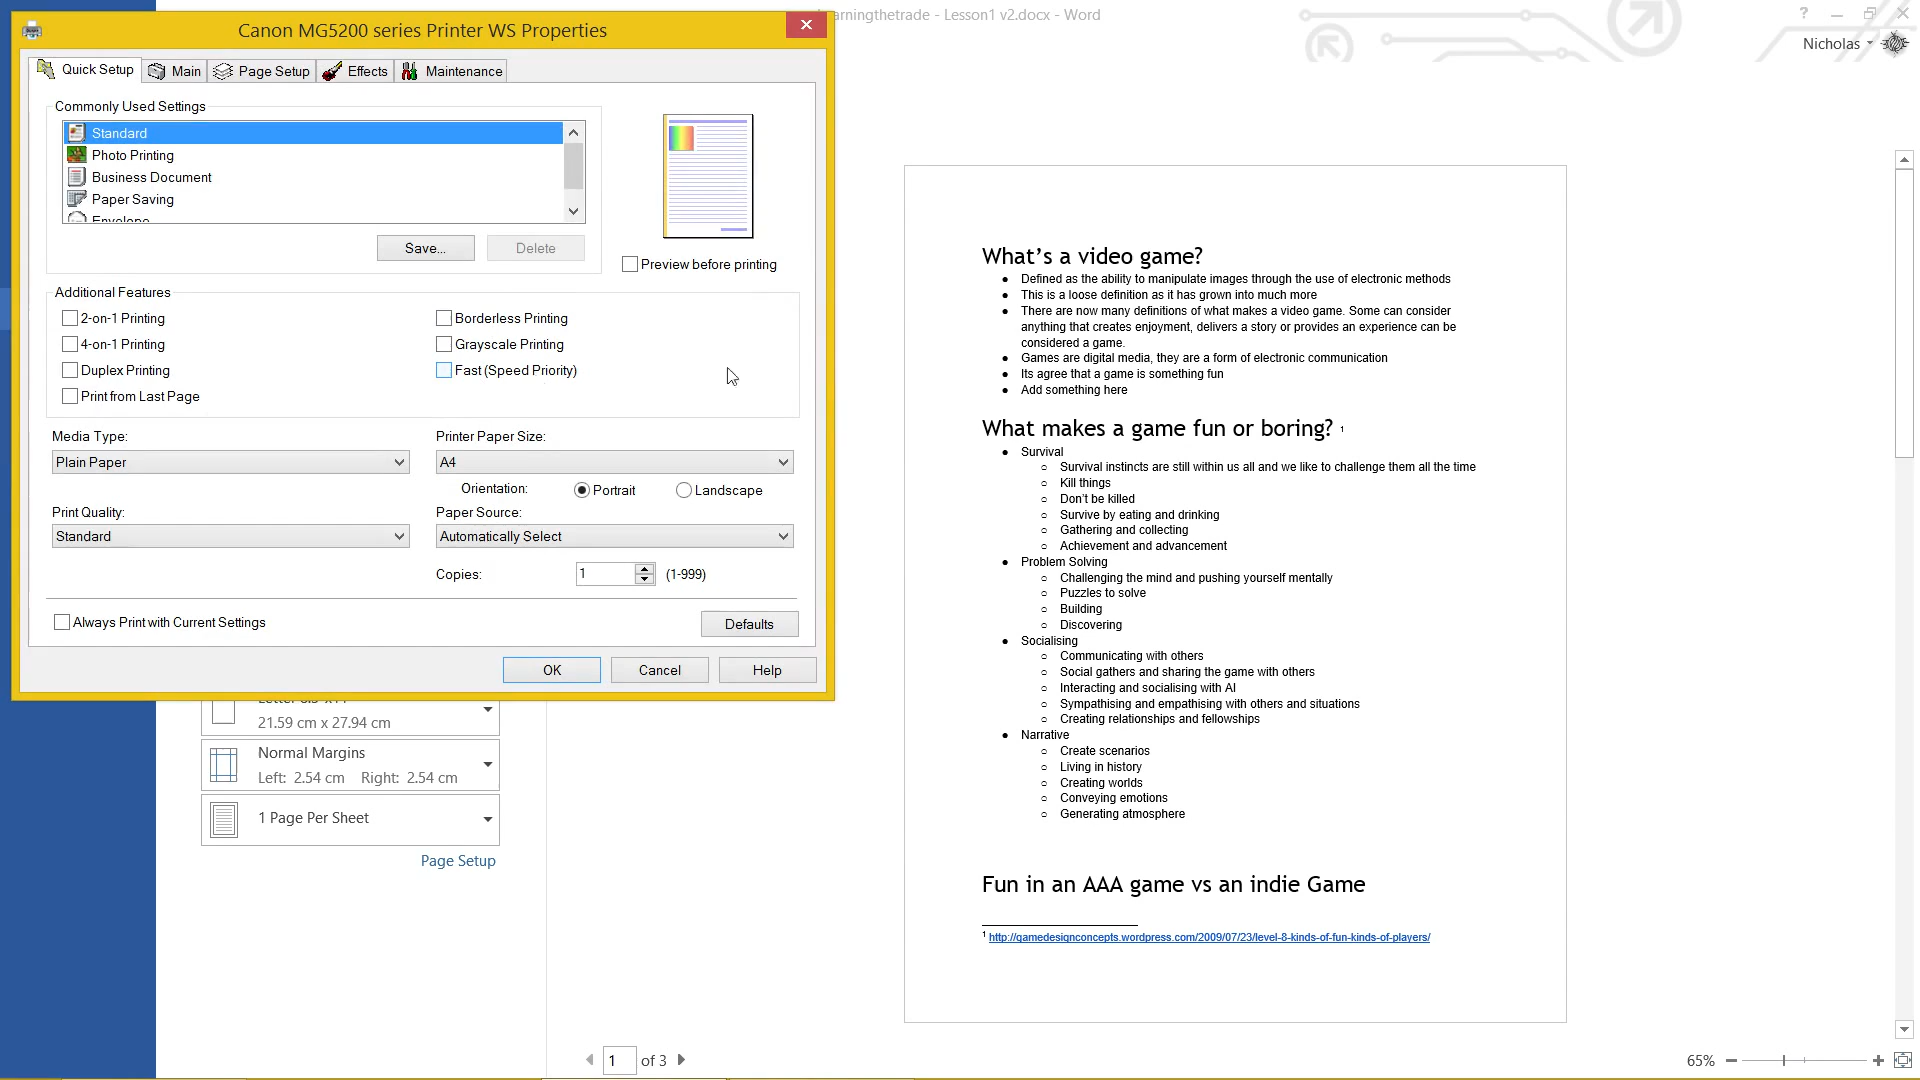 Canon MG5200 series Printer WS Properties
arningthetrade - Lesson1 v2.docx - Word
?
Nicholas
Quick Setup
Main
Page Setup
Effects
Maintenance
Commonly Used Settings
Standard
Photo Printing
Business Document
Paper Saving
Envelope
Save...
Delete
Preview before printing
Additional Features
2-on-1 Printing
Borderless Printing
4-on-1 Printing
Grayscale Printing
Duplex Printing
Fast (Speed Priority)
Print from Last Page
Media Type:
Printer Paper Size:
Plain Paper
A4
Orientation:
Portrait
Landscape
Print Quality:
Paper Source:
Standard
Automatically Select
Copies:
1
(1-999)
Always Print with Current Settings
Defaults
OK
Cancel
Help
21.59 cm x 27.94 cm
Normal Margins
Left: 2.54 cm Right: 2.54 cm
1 Page Per Sheet
Page Setup
What’s a video game?
● Defined as the ability to manipulate images through the use of electronic methods
● This is a loose definition as it has grown into much more
● There are now many definitions of what makes a video game. Some can consider
anything that creates enjoyment, delivers a story or provides an experience can be
considered a game.
● Games are digital media, they are a form of electronic communication
● Its agree that a game is something fun
● Add something here
What makes a game fun or boring? 1
● Survival
○ Survival instincts are still within us all and we like to challenge them all the time
○ Kill things
○ Don’t be killed
○ Survive by eating and drinking
○ Gathering and collecting
○ Achievement and advancement
● Problem Solving
○ Challenging the mind and pushing yourself mentally
○ Puzzles to solve
○ Building
○ Discovering
● Socialising
○ Communicating with others
○ Social gathers and sharing the game with others
○ Interacting and socialising with AI
○ Sympathising and empathising with others and situations
○ Creating relationships and fellowships
● Narrative
○ Create scenarios
○ Living in history
○ Creating worlds
○ Conveying emotions
○ Generating atmosphere
Fun in an AAA game vs an indie Game
1 http://gamedesignconcepts.wordpress.com/2009/07/23/level-8-kinds-of-fun-kinds-of-players/
1 of 3
65%